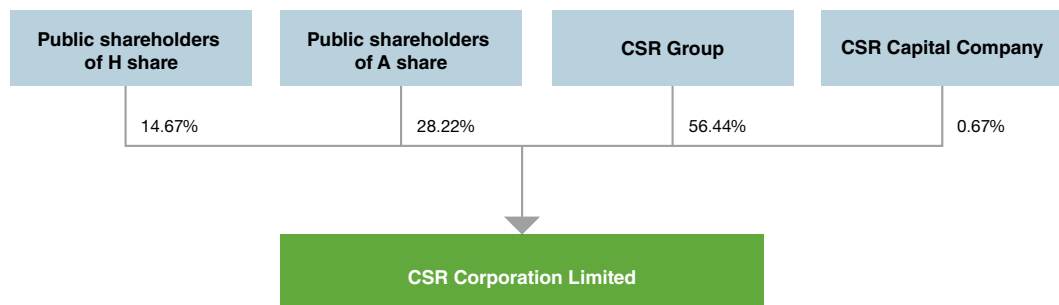 Public shareholders
of H share
Public shareholders
of A share
CSR Group
CSR Capital Company
14.67%
28.22%
56.44%
0.67%
CSR Corporation Limited